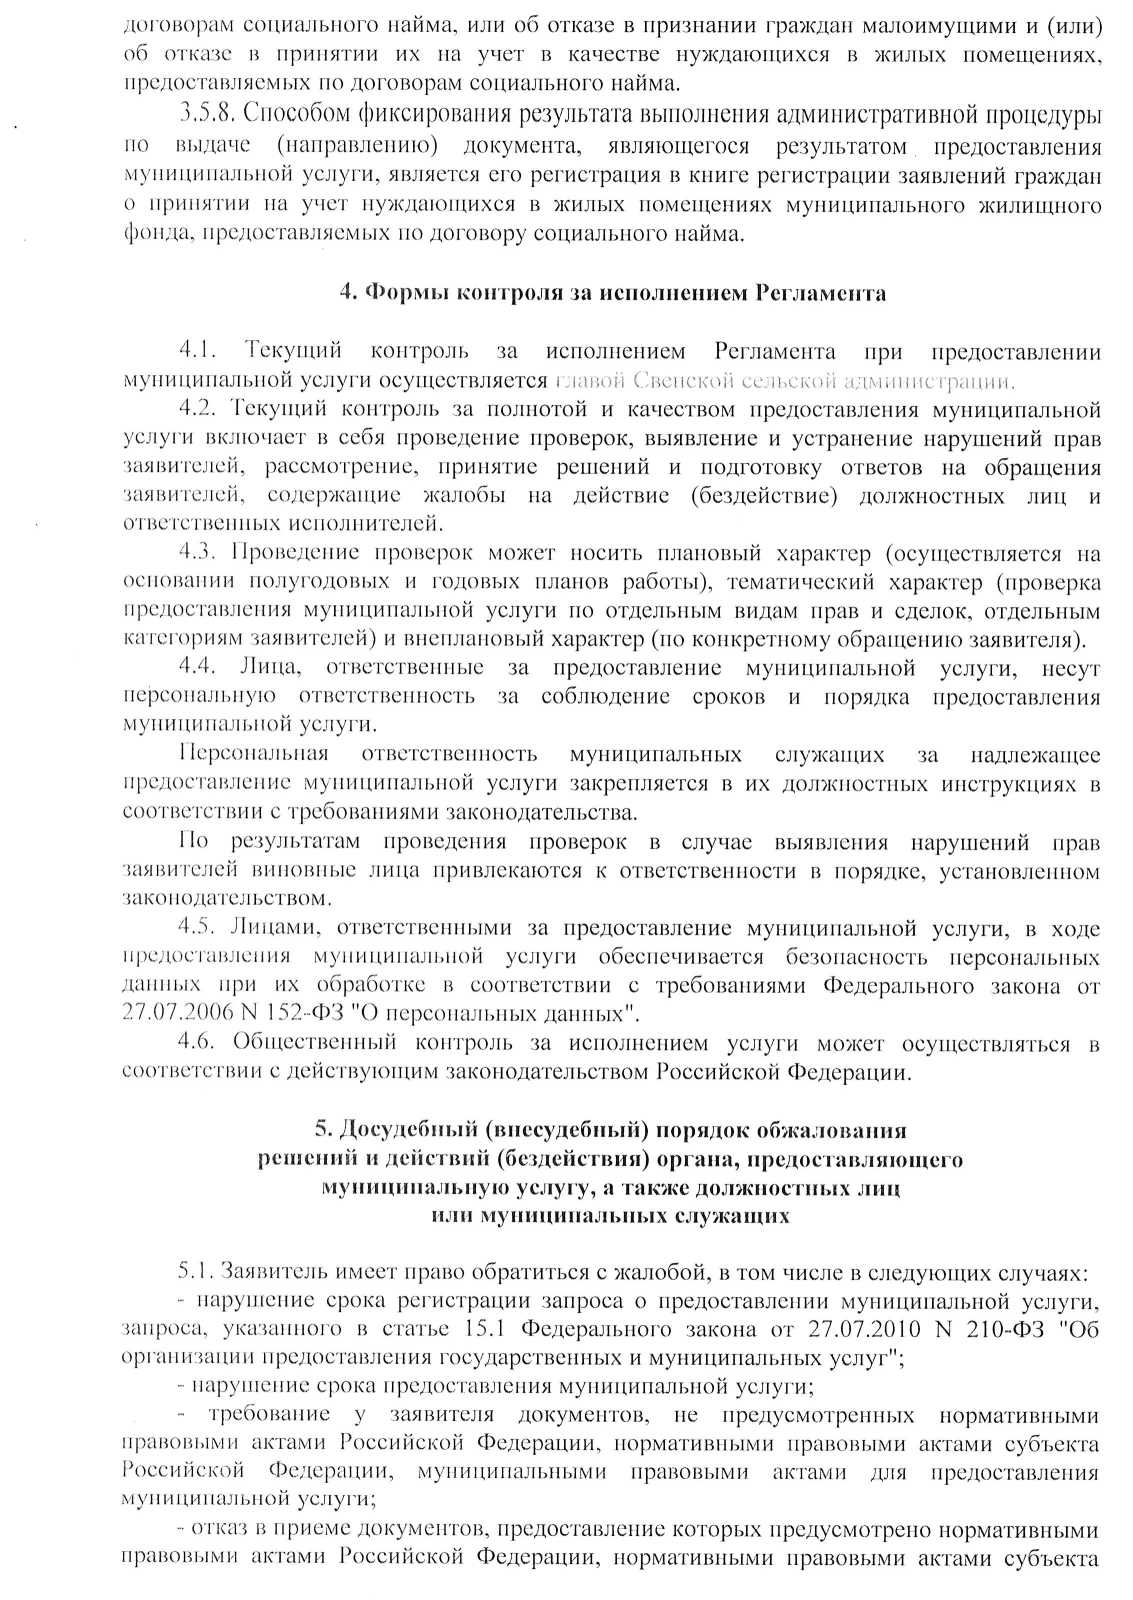 договорам социального найма, или об отказе в признании граждан малоимущими и (или)
об отказе в принятии их на учет в качестве нуждающихся в жилых помещениях,
предоставляемых по договорам социального найма.
3.5.8. Способом фиксирования результата выполнения административной процедуры
по выдаче (направлению) документа, являющегося результатом предоставления
муниципальной услуги, является его регистрация в книге регистрации заявлений граждан
о принятии на учет нуждающихся в жилых помещениях муниципального жилищного
фонда, предоставляемых по договору социального найма.
4. Формы контроля за исполнением Регламента
4.1. Текущий контроль за исполнением Регламента при предоставлении
муниципальной услуги осуществляется главой Свенской сельской администрации.
4.2. Текущий контроль за полнотой и качеством предоставления муниципальной
услуги включает в себя проведение проверок, выявление и устранение нарушений прав
заявителей, рассмотрение, принятие решений и подготовку ответов на обращения
заявителей, содержащие жалобы на действие (бездействие) должностных лиц и
ответственных исполнителей.
4.3. Проведение проверок может носить плановый характер (осуществляется на
основании полугодовых и годовых планов работы), тематический характер (проверка
предоставления муниципальной услуги по отдельным видам прав и сделок, отдельным
категориям заявителей) и внеплановый характер (по конкретному обращению заявителя).
4.4. Лица, ответственные за предоставление муниципальной услуги, несут
персональную ответственность за соблюдение сроков и порядка предоставления
муниципальной услуги.
Персональная ответственность муниципальных служащих за надлежащее
предоставление муниципальной услуги закрепляется в их должностных инструкциях в
соответствии с требованиями законодательства.
По результатам проведения проверок в случае выявления нарушений прав
заявителей виновные лица привлекаются к ответственности в порядке, установленном
законодательством.
4.5. Лицами, ответственными за предоставление муниципальной услуги, в ходе
предоставления муниципальной услуги обеспечивается безопасность персональных
данных при их обработке в соответствии с требованиями Федерального закона от
27.07.2006 N 152-ФЗ "О персональных данных".
4.6. Общественный контроль за исполнением услуги может осуществляться в
соответствии с действующим законодательством Российской Федерации.
5. Досудебный (внесудебный) порядок обжалования
решений и действий (бездействия) органа, предоставляющего
муниципальную услугу, а также должностных лиц
или муниципальных служащих
5.1. Заявитель имеет право обратиться с жалобой, в том числе в следующих случаях:
- нарушение срока регистрации запроса о предоставлении муниципальной услуги,
запроса, указанного в статье 15.1 Федерального закона от 27.07.2010 N 210-ФЗ "Об
организации предоставления государственных и муниципальных услуг";
- нарушение срока предоставления муниципальной услуги;
- требование у заявителя документов, не предусмотренных нормативными
правовыми актами Российской Федерации, нормативными правовыми актами субъекта
Российской Федерации, муниципальными правовыми актами для предоставления
муниципальной услуги;
- отказ в приеме документов, предоставление которых предусмотрено нормативными
правовыми актами Российской Федерации, нормативными правовыми актами субъекта